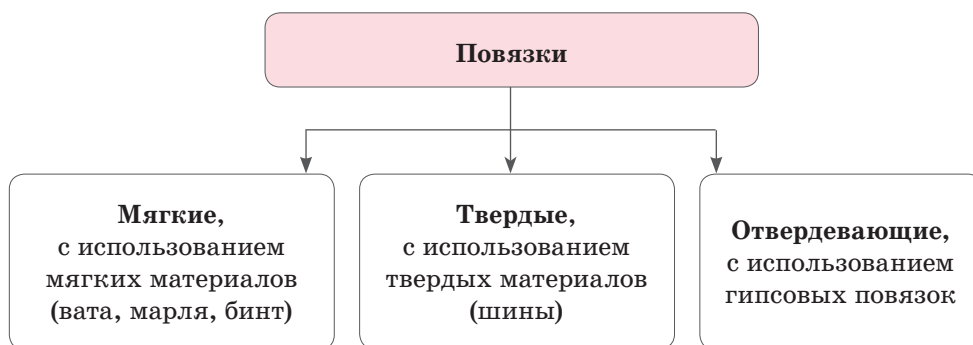 Повязки
Мягкие,
с использованием
мягких материалов
(вата, марля, бинт)
Твердые,
с использованием
твердых материалов
(шины)
Отвердевающие,
с использованием
гипсовых повязок